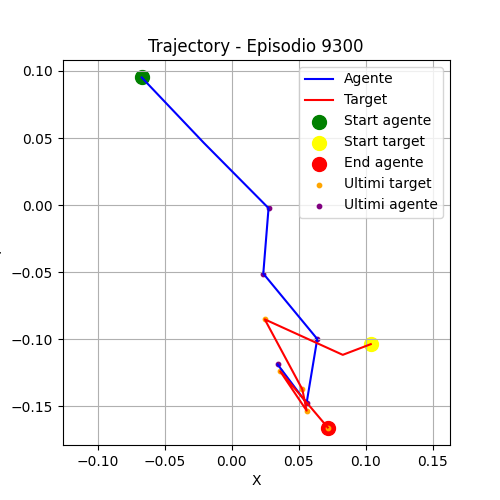 Trajectory - Episodio 9300
Agente
Target
Start agente
Start target
End agente
Ultimi target
Ultimi agente
0.10
0.05
0.00
−0.05
−0.10
−0.15
−0.10
−0.05
0.00
0.05
0.10
0.15
X